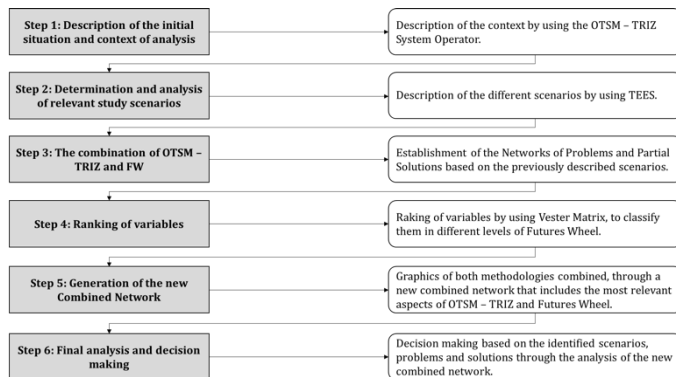 Step 1: Description of the initial
situation and context of analysis
Description of the context by using the OTSM – TRIZ
System Operator.
Step 2: Determination and analysis
of relevant study scenarios
Description of the different scenarios by using TEES.
Step 3: The combination of OTSM –
TRIZ and FW
Establishment of the Networks of Problems and Partial
Solutions based on the previously described scenarios.
Step 4: Ranking of variables
Raking of variables by using Vester Matrix, to classify
them in different levels of Futures Wheel.
Step 5: Generation of the new
Combined Network
Graphics of both methodologies combined, through a
new combined network that includes the most relevant
aspects of OTSM – TRIZ and Futures Wheel.
Step 6: Final analysis and decision
making
Decision making based on the identified scenarios,
problems and solutions through the analysis of the new
combined network.